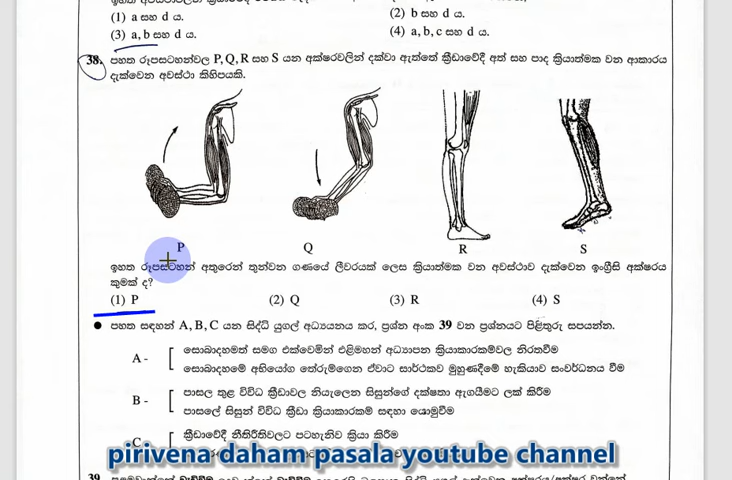 (1) a සහ d ය.
(2) b සහ d ය.
(3) a, b සහ d ය.
(4) a, b, c සහ d ය.
38. පහත රූපසටහන්වල P, Q, R සහ S යන අක්ෂරවලින් දක්වා ඇත්තේ ක්‍රීඩාවේදී අත් සහ පාද ක්‍රියාත්මක වන ආකාරය
දැක්වෙන අවස්ථා කිහිපයකි.
P
Q
R
S
ඉහත රූපසටහන් අතුරෙන් තුන්වන ගණයේ ලීවරයක් ලෙස ක්‍රියාත්මක වන අවස්ථාව දැක්වෙන ඉංග්‍රීසි අක්ෂරය
කුමක් ද?
(1) P
(2) Q
(3) R
(4) S
● පහත සඳහන් A, B, C යන සිද්ධි යුගල් අධ්‍යයනය කර, ප්‍රශ්න අංක 39 වන ප්‍රශ්නයට පිළිතුරු සපයන්න.
A - සොබාදහමත් සමග එක්වෙමින් එළිමහන් අධ්‍යාපන ක්‍රියාකාරකම්වල නිරතවීම
සොබාදහමේ අභියෝග තේරුම්ගෙන ඒවාට සාර්ථකව මුහුණදීමේ හැකියාව සංවර්ධනය වීම
B - පාසල තුළ විවිධ ක්‍රීඩාවල නියැලෙන සිසුන්ගේ දක්ෂතා ඇගයීමට ලක් කිරීම
පාසලේ සිසුන් විවිධ ක්‍රීඩා ක්‍රියාකාරකම් සඳහා යොමුවීම
C - ක්‍රීඩාවේදී නීතිරීතිවලට පටහැනිව ක්‍රියා කිරීම
pirivena daham pasala youtube channel
39.